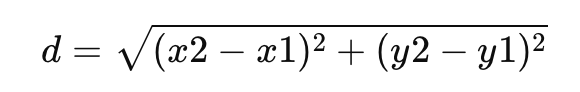 d = √(x2 − x1)² + (y2 − y1)²